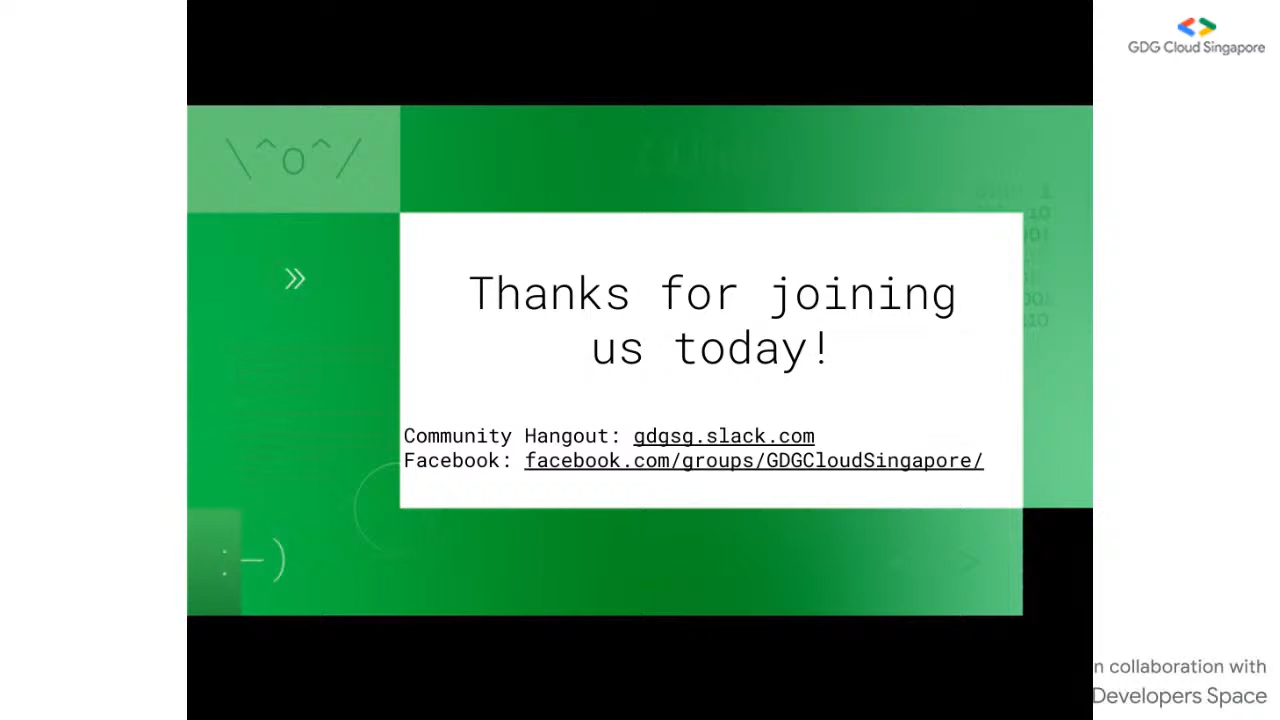 GDG Cloud Singapore
\^o^/
»
Thanks for joining
us today!
Community Hangout: gdgsg.slack.com
Facebook: facebook.com/groups/GDGCloudSingapore/
:-)
n collaboration with
Developers Space